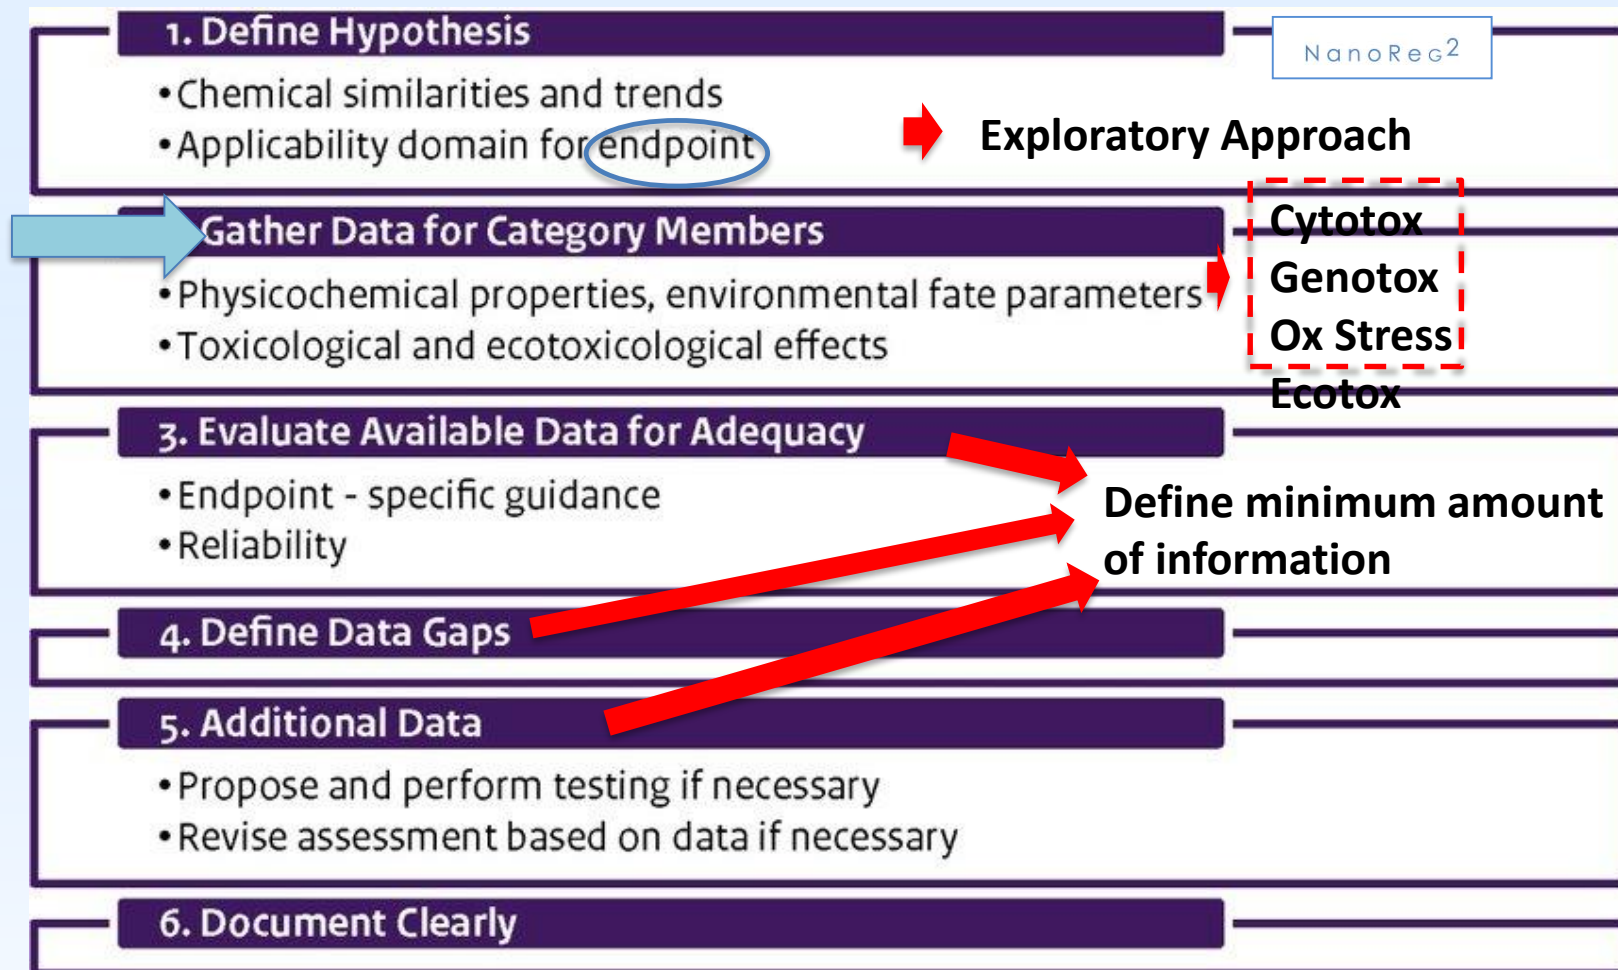 1. Define Hypothesis
NanoReg2
• Chemical similarities and trends
• Applicability domain for endpoint
Exploratory Approach
Gather Data for Category Members
• Physicochemical properties, environmental fate parameters
• Toxicological and ecotoxicological effects
Cytotox
Genotox
Ox Stress
Ecotox
3. Evaluate Available Data for Adequacy
• Endpoint - specific guidance
• Reliability
Define minimum amount
of information
4. Define Data Gaps
5. Additional Data
• Propose and perform testing if necessary
• Revise assessment based on data if necessary
6. Document Clearly